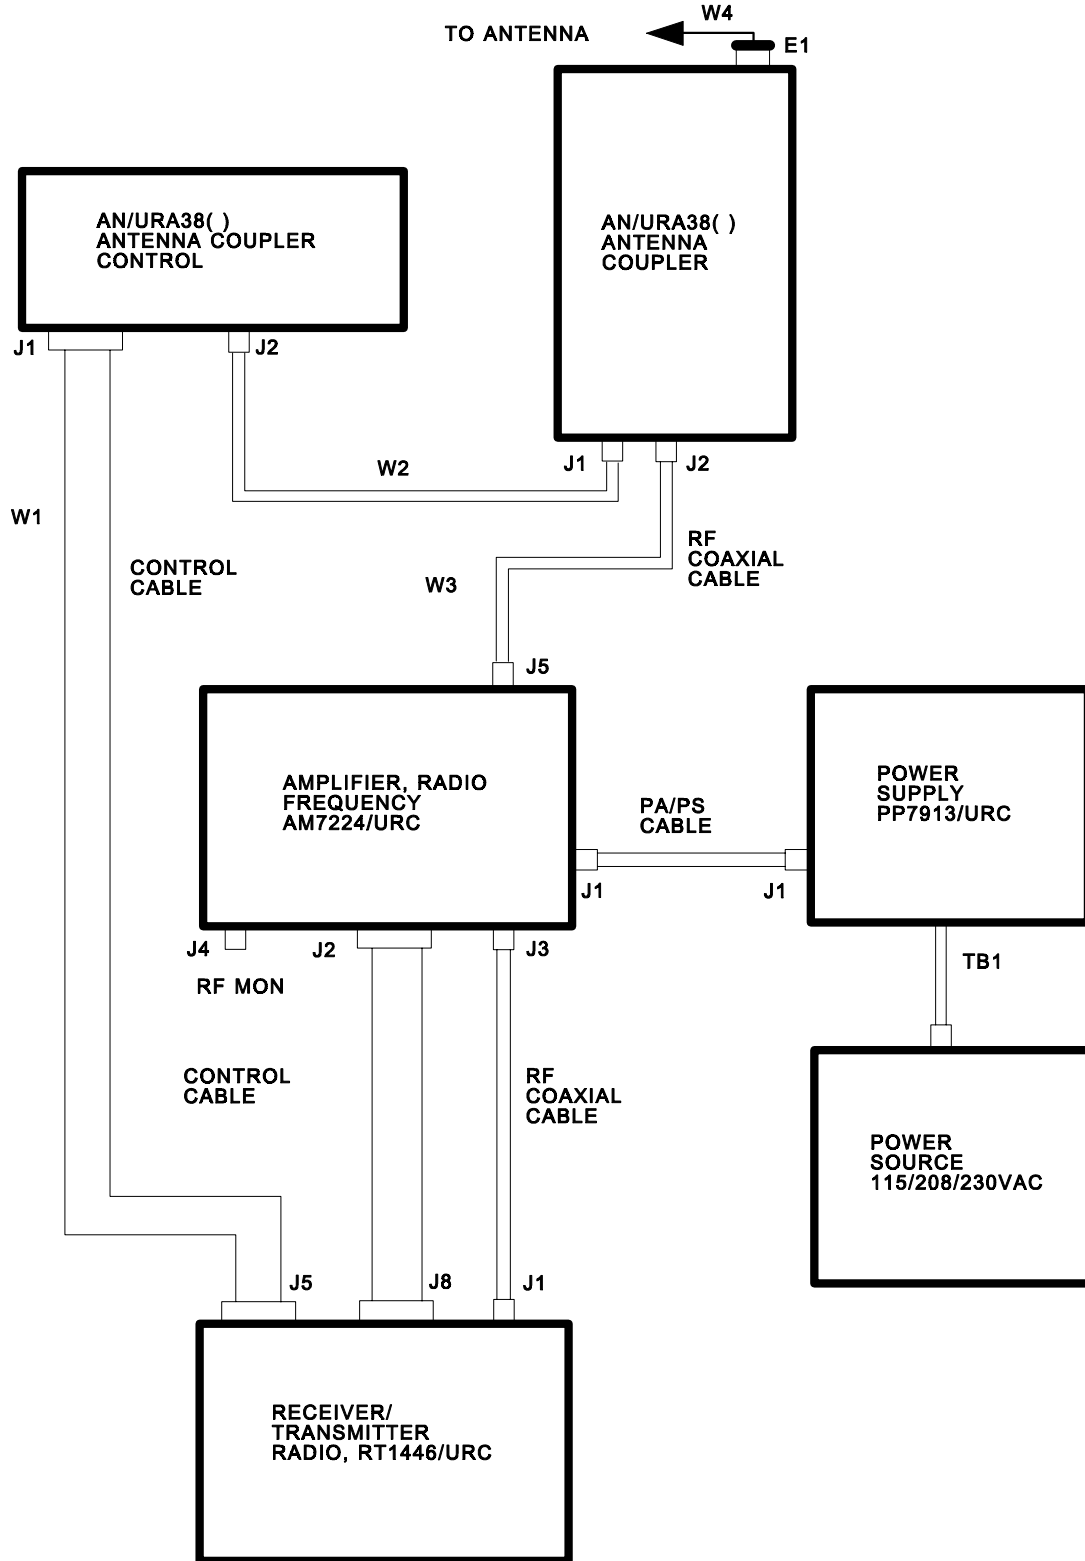 W4
TO ANTENNA
E1
AN/URA38( )
ANTENNA COUPLER
CONTROL
AN/URA38( )
ANTENNA
COUPLER
J1
J2
J1
J2
W2
W1
RF
COAXIAL
CABLE
CONTROL
CABLE
W3
J5
AMPLIFIER, RADIO
FREQUENCY
AM7224/URC
PA/PS
CABLE
POWER
SUPPLY
PP7913/URC
J1
J1
J4
J2
J3
RF MON
TB1
CONTROL
CABLE
RF
COAXIAL
CABLE
POWER
SOURCE
115/208/230VAC
J5
J8
J1
RECEIVER/
TRANSMITTER
RADIO, RT1446/URC